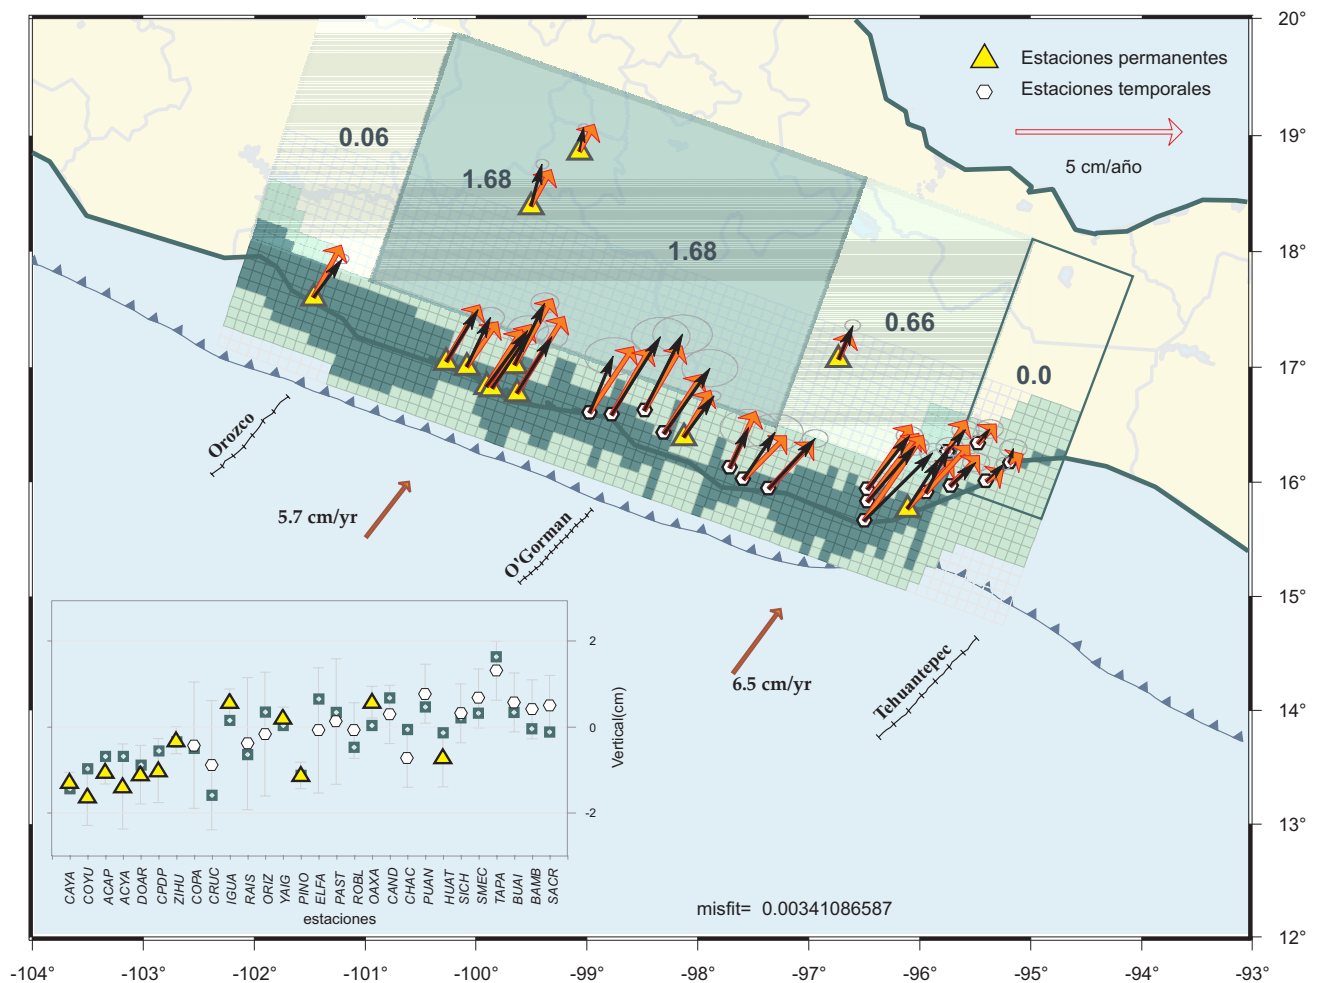 20°
Estaciones permanentes
Estaciones temporales
19°
0.06
5 cm/año
1.68
1.68
18°
0.66
17°
0.0
Orozco
16°
5.7 cm/yr
O'Gorman
15°
2
6.5 cm/yr
Tehuantepec
14°
0
Vertical(cm)
-2
13°
CAYA
COYU
ACAP
ACYA
DOAR
CPDP
ZIHU
COPA
CRUC
IGUA
RAIS
ORIZ
YAIG
PINO
ELFA
PAST
ROBL
OAXA
CAND
CHAC
PUAN
HUAT
SICH
SMEC
TAPA
BUAI
BAMB
SACR
estaciones
misfit= 0.00341086587
12°
-104°
-103°
-102°
-101°
-100°
-99°
-98°
-97°
-96°
-95°
-94°
-93°